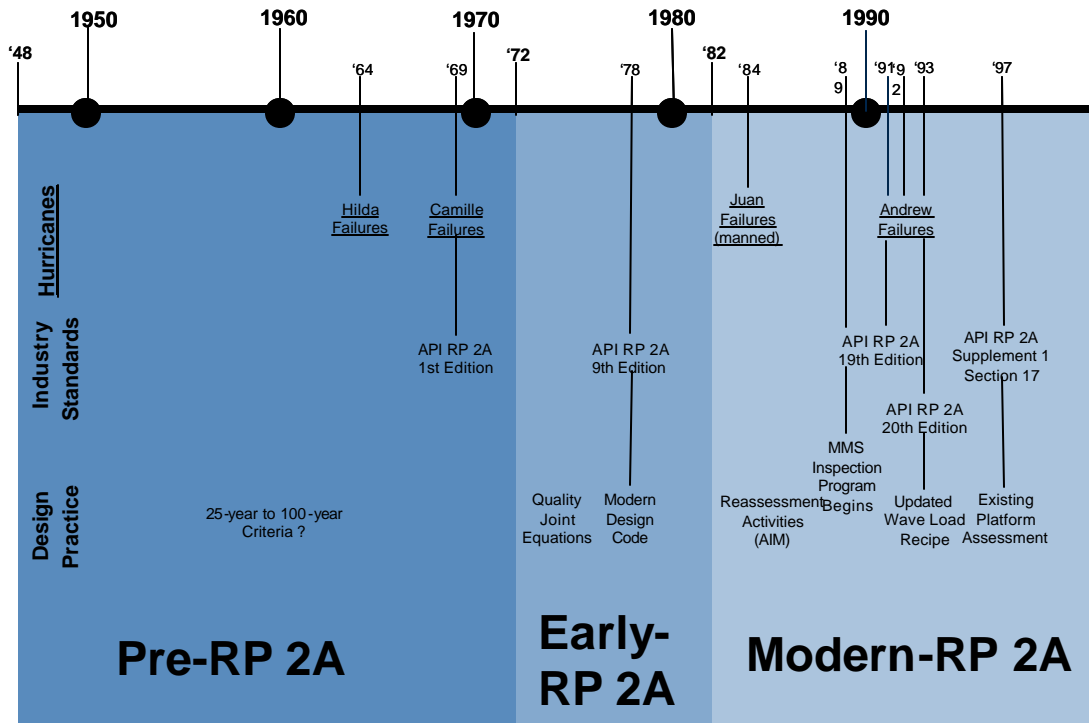 1950
1960
1970
1980
1990
‘48
‘64
‘69
‘72
‘78
‘82
‘84
‘8
9
‘91
‘9
2
‘93
‘97
Hurricanes
Hilda
Failures
Camille
Failures
Juan
Failures
(manned)
Andrew
Failures
Industry
Standards
API RP 2A
1st Edition
API RP 2A
9th Edition
API RP 2A
19th Edition
API RP 2A
20th Edition
API RP 2A
Supplement 1
Section 17
Design
Practice
25-year to 100-year
Criteria ?
Quality
Joint
Equations
Modern
Design
Code
Reassessment
Activities
(AIM)
MMS
Inspection
Program
Begins
Updated
Wave Load
Recipe
Existing
Platform
Assessment
Pre-RP 2A
Early-
RP 2A
Modern-RP 2A